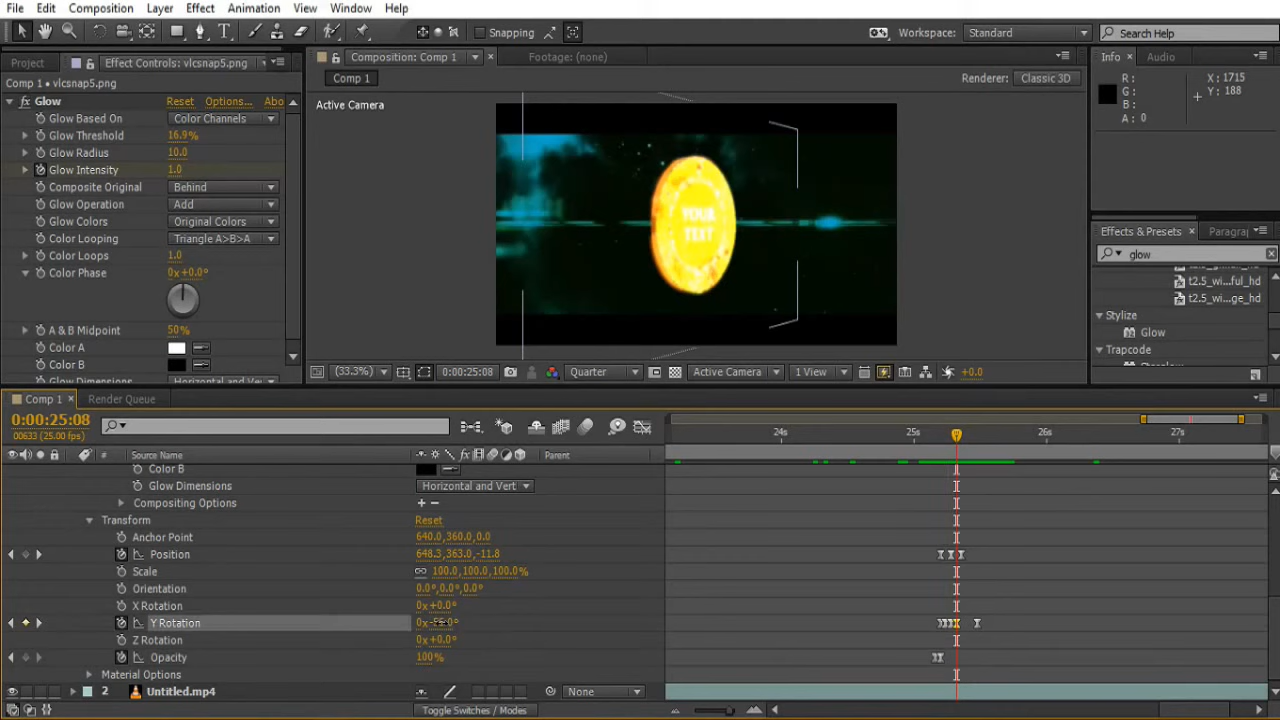 File Edit Composition Layer Effect Animation View Window Help
Snapping Workspace: Standard Search Help
Project Effect Controls: vlcsnap5.png Composition: Comp 1 Footage: (none) Info Audio
Comp 1 • vlcsnap5.png Comp 1 Renderer: Classic 3D
Glow Reset Options... Abo
Glow Based On Color Channels
Glow Threshold 16.9%
Glow Radius 10.0
Glow Intensity 1.0
Composite Original Behind
Glow Operation Add
Glow Colors Original Colors
Color Looping Triangle A>B>A
Color Loops 1.0
Color Phase 0x+0.0°
A & B Midpoint 50%
Color A
Color B
Glow Dimensions Horizontal and Ve
Active Camera
YOUR
TEXT
R: X: 1715
G: Y: 188
B:
A: 0
Effects & Presets Paragra
glow
t2.5_wi...ful_hd
t2.5_wi...ge_hd
Stylize
Glow
Trapcode
(33.3%) 0:00:25:08 Quarter Active Camera 1 View +0.0
Comp 1 Render Queue
0:00:25:08
00633 (25.00 fps)
24s 25s 26s 27s
# Source Name Parent
Color B
Glow Dimensions Horizontal and Vert
Compositing Options + −
Transform Reset
Anchor Point 640.0,360.0,0.0
Position 648.3,363.0,-11.8
Scale 100.0,100.0,100.0%
Orientation 0.0°,0.0°,0.0°
X Rotation 0x+0.0°
Y Rotation
Z Rotation 0x+0.0°
Opacity 100%
Material Options
2 Untitled.mp4 None
Toggle Switches / Modes